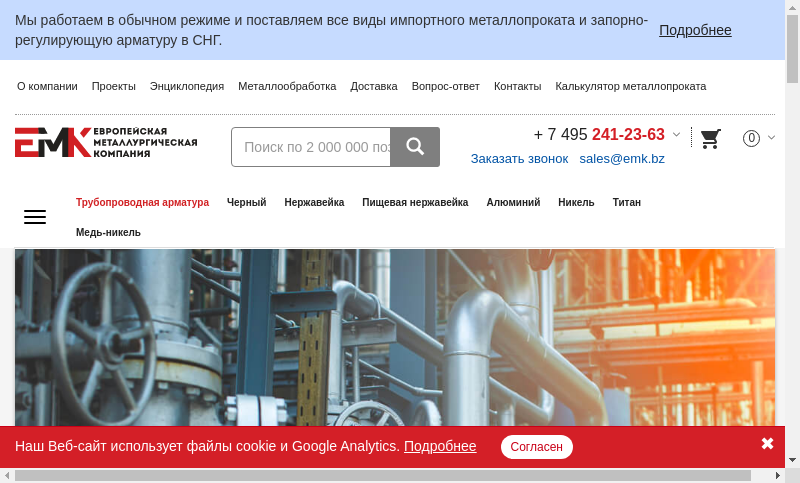 Мы работаем в обычном режиме и поставляем все виды импортного металлопроката и запорно-
регулирующую арматуру в СНГ.
Подробнее
О компании Проекты Энциклопедия Металлообработка Доставка Вопрос-ответ Контакты Калькулятор металлопроката
ЕМК ЕВРОПЕЙСКАЯ
МЕТАЛЛУРГИЧЕСКАЯ
КОМПАНИЯ
Поиск по 2 000 000 поз
+ 7 495 241-23-63
Заказать звонок sales@emk.bz
0
Трубопроводная арматура Черный Нержавейка Пищевая нержавейка Алюминий Никель Титан
Медь-никель
Наш Веб-сайт использует файлы cookie и Google Analytics. Подробнее Согласен